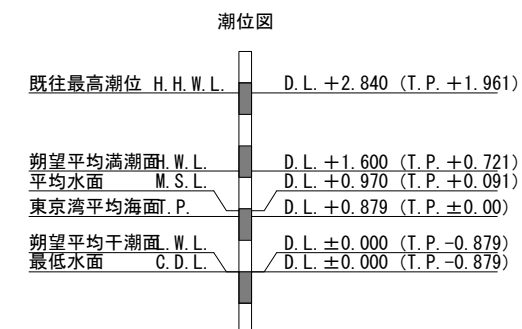 潮位図
既往最高潮位 H.H.W.L. D.L.+2.840 (T.P.+1.961)
朔望平均満潮面H.W.L. D.L.+1.600 (T.P.+0.721)
平均水面 M.S.L. D.L.+0.970 (T.P.+0.091)
東京湾平均海面T.P. D.L.+0.879 (T.P.±0.00)
朔望平均干潮面L.W.L. D.L.±0.000 (T.P.-0.879)
最低水面 C.D.L. D.L.±0.000 (T.P.-0.879)